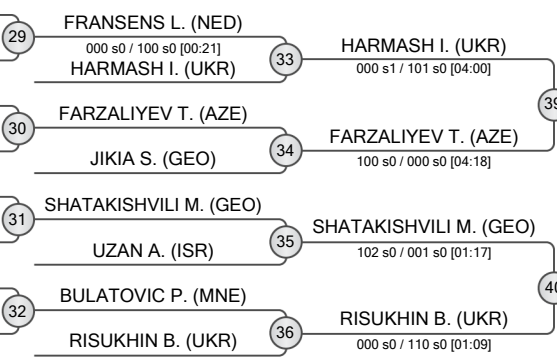 FRANSENS L. (NED)
29
000 s0 / 100 s0 [00:21]
HARMASH I. (UKR)
33
HARMASH I. (UKR)
000 s1 / 101 s0 [04:00]
39
FARZALIYEV T. (AZE)
30
JIKIA S. (GEO)
34
FARZALIYEV T. (AZE)
100 s0 / 000 s0 [04:18]
SHATAKISHVILI M. (GEO)
31
UZAN A. (ISR)
35
SHATAKISHVILI M. (GEO)
102 s0 / 001 s0 [01:17]
40
BULATOVIC P. (MNE)
32
RISUKHIN B. (UKR)
36
RISUKHIN B. (UKR)
000 s0 / 110 s0 [01:09]